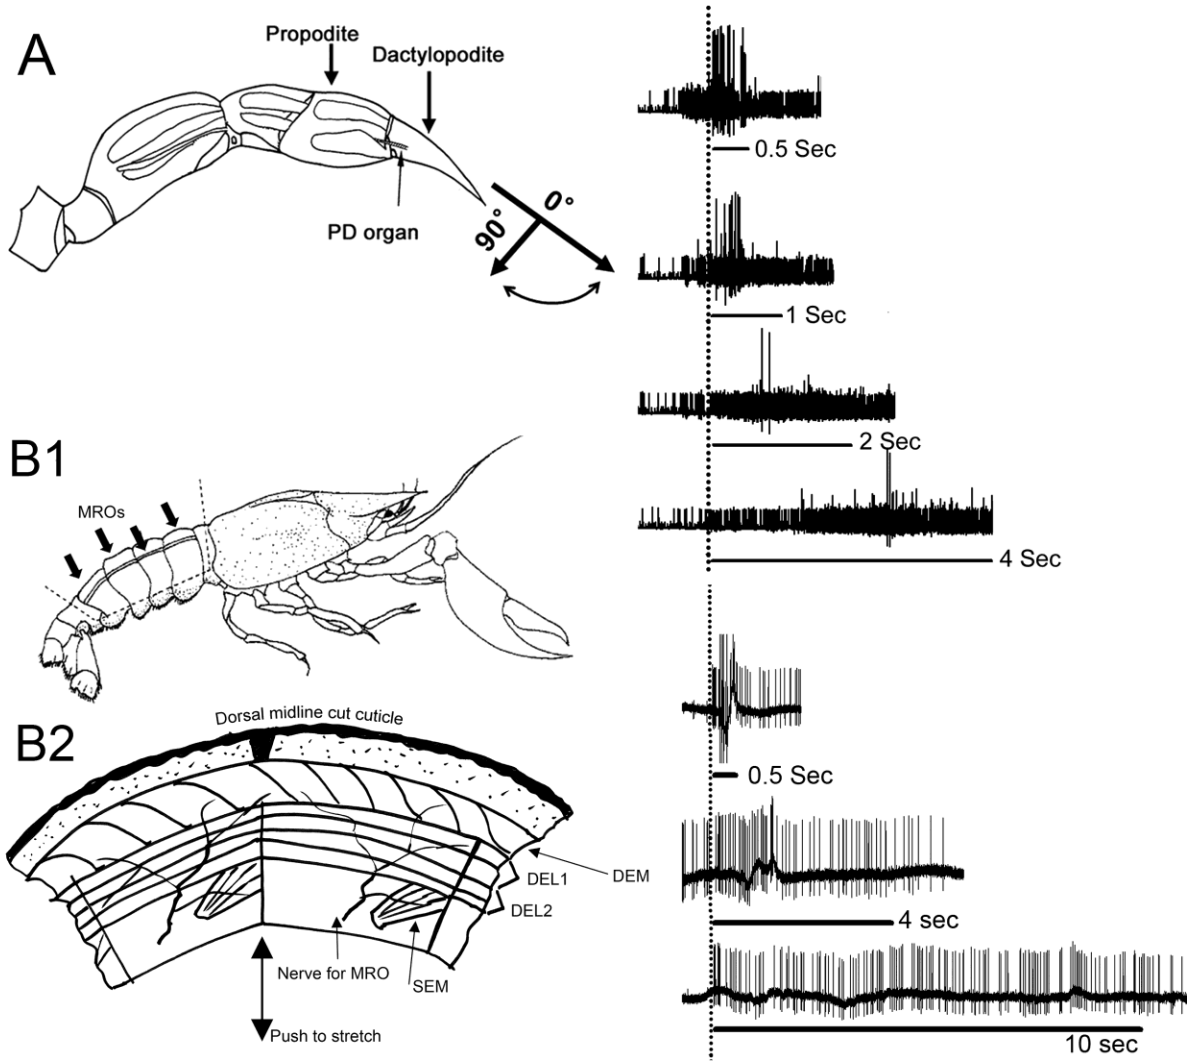 A
Propodite
Dactylopodite
PD organ
0°
90°
0.5 Sec
1 Sec
2 Sec
4 Sec
B1
MROs
B2
Dorsal midline cut cuticle
DEM
DEL1
DEL2
Nerve for MRO
SEM
Push to stretch
0.5 Sec
4 sec
10 sec